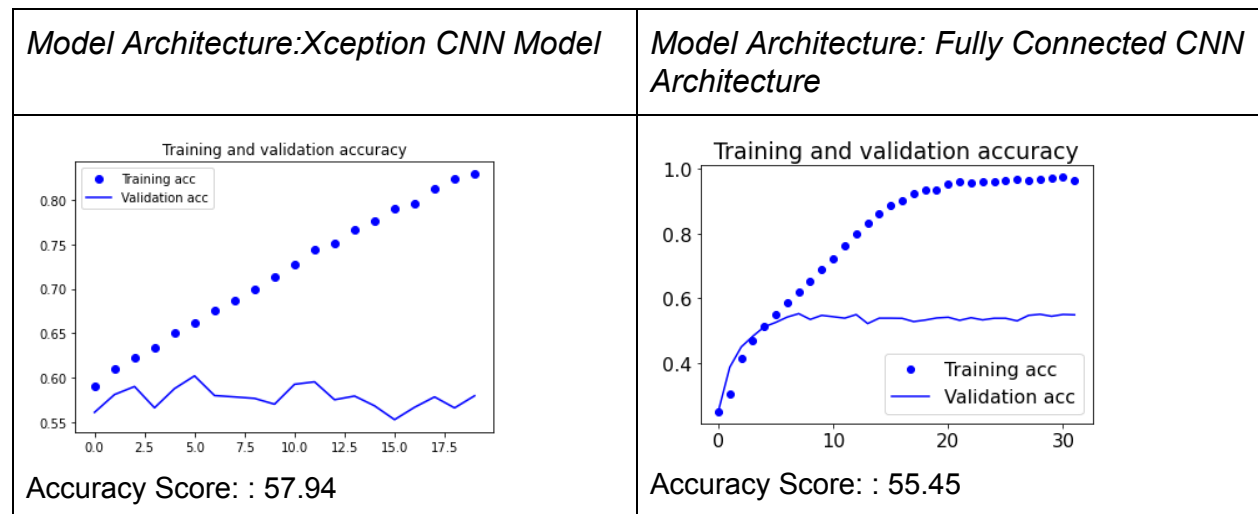 Model Architecture:Xception CNN Model
Model Architecture: Fully Connected CNN
Architecture
Training and validation accuracy
Training acc
Validation acc
0.80
0.75
0.70
0.65
0.60
0.55
0.0 2.5 5.0 7.5 10.0 12.5 15.0 17.5
Accuracy Score: : 57.94
Training and validation accuracy
1.0
0.8
0.6
0.4
Training acc
Validation acc
0 10 20 30
Accuracy Score: : 55.45